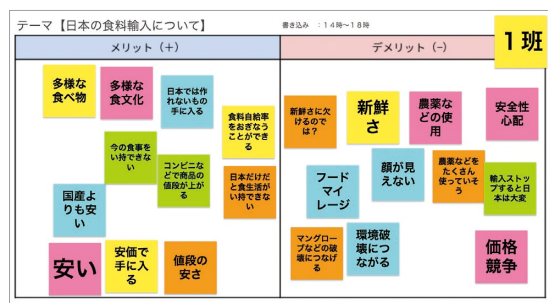 テーマ【日本の食料輸入について】
書き込み ：１４時～１８時
１班
メリット（＋）
デメリット（−）
多様な
食べ物
多様な
食文化
日本では作
れないもの
手に入る
食料自給率
をおぎなう
ことができ
る
今の食事を
い持できな
い
コンビニな
どで商品の
値段が上が
る
日本だけだ
と食生活が
い持できない
国産よ
りも安
い
安い
安価で
手に入
る
値段の
安さ
新鮮さに
欠けるので
は？
新鮮
さ
農薬な
どの使
用
安全性
心配
フード
マイ
レージ
顔が見
えない
農薬などを
たくさん
使っていそ
う
輸入ストッ
プすると日
本は大変
マングロー
ブなどの破
壊につなげ
る
環境破
壊につ
ながる
価格
競争